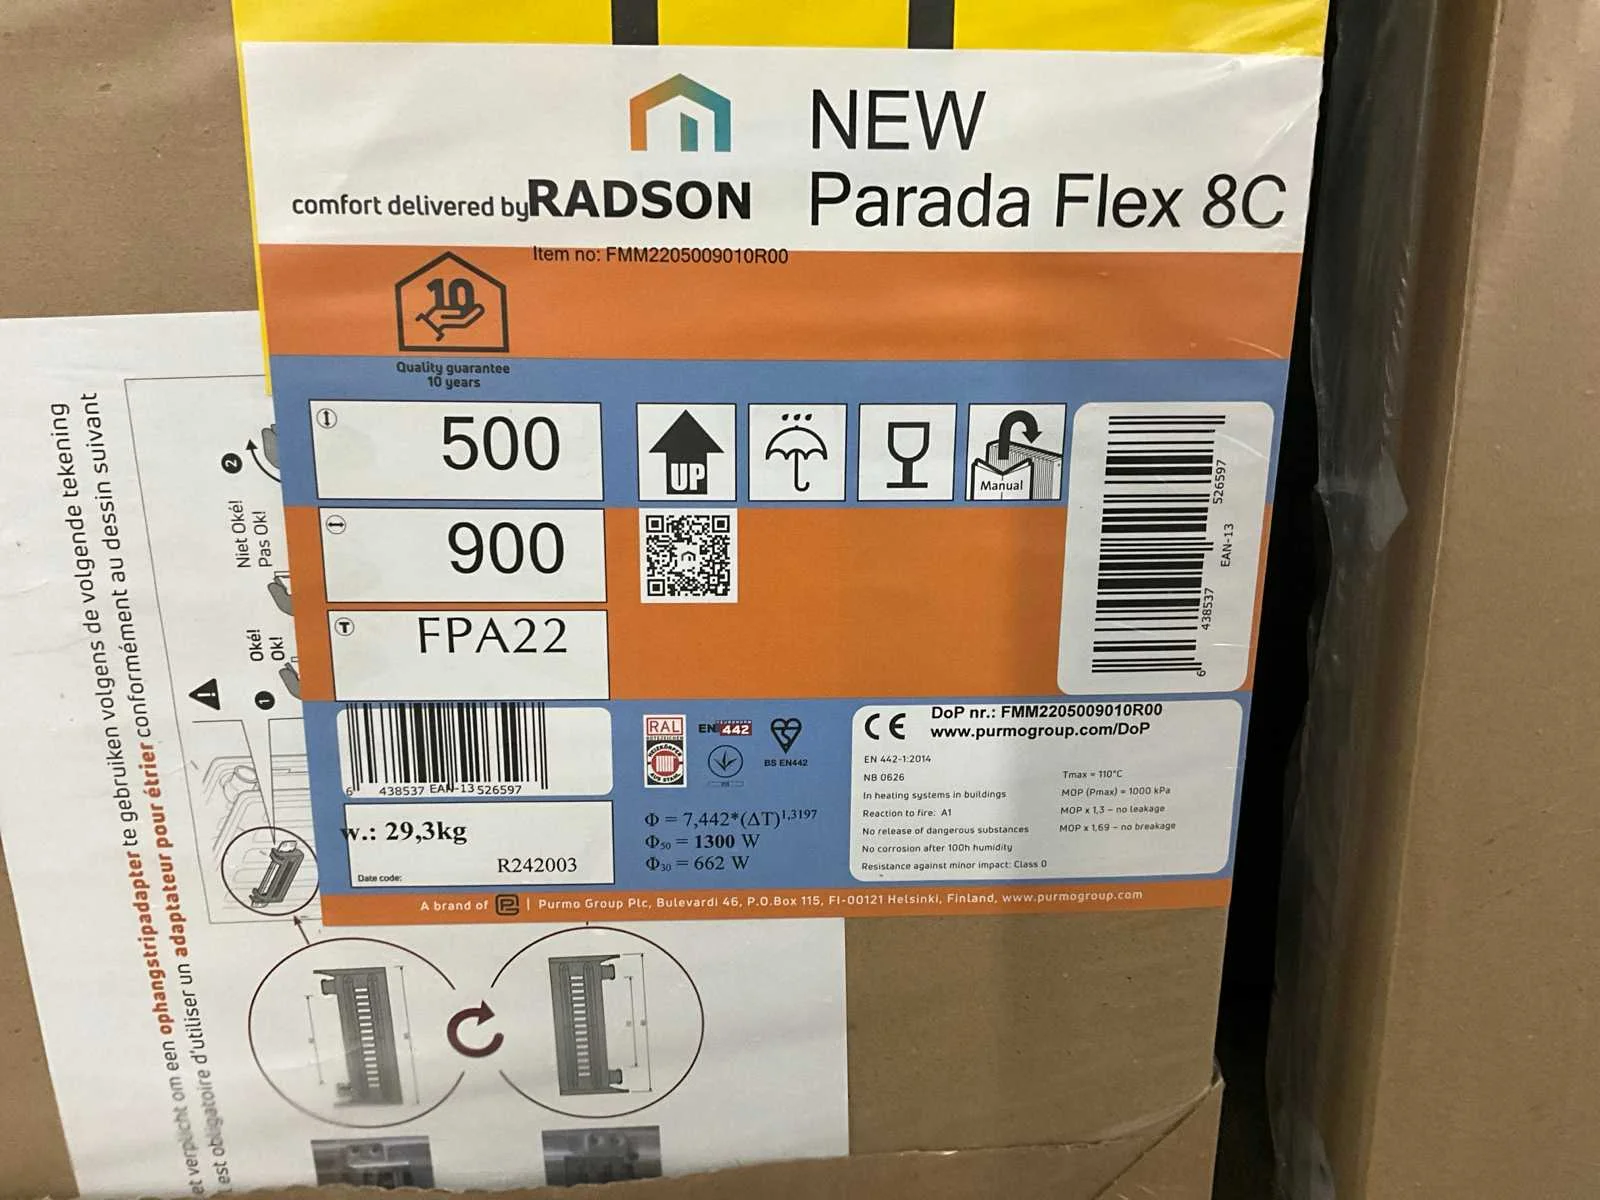 NEW
Parada Flex 8C
comfort delivered by RADSON
Item no: FMM2205009010R00
10
Quality guarantee
10 years
500
900
T
FPA22
UP
Manual
6 438537 526597
EAN-13
6 438537 EAN-13 526597
w.: 29,3kg
R242003
Date code:
RAL
GÜTEZEICHEN
HEIZKÖRPER
AUS STAHL
EN 442
BS EN442
Φ = 7,442*(ΔT)1,3197
Φ50 = 1300 W
Φ30 = 662 W
CE
DoP nr.: FMM2205009010R00
www.purmogroup.com/DoP
EN 442-1:2014
NB 0626
In heating systems in buildings
Reaction to fire: A1
No release of dangerous substances
No corrosion after 100h humidity
Resistance against minor impact: Class 0
Tmax = 110°C
MOP (Pmax) = 1000 kPa
MOP x 1,3 – no leakage
MOP x 1,69 – no breakage
A brand of | Purmo Group Plc, Bulevardi 46, P.O.Box 115, FI-00121 Helsinki, Finland, www.purmogroup.com
et verplicht om een ophangstripadapter te gebruiken volgens de volgende tekening
est obligatoire d'utiliser un adaptateur pour étrier conformément au dessin suivant
2
Niet Oké!
Pas Ok!
1
Oké!
Ok!